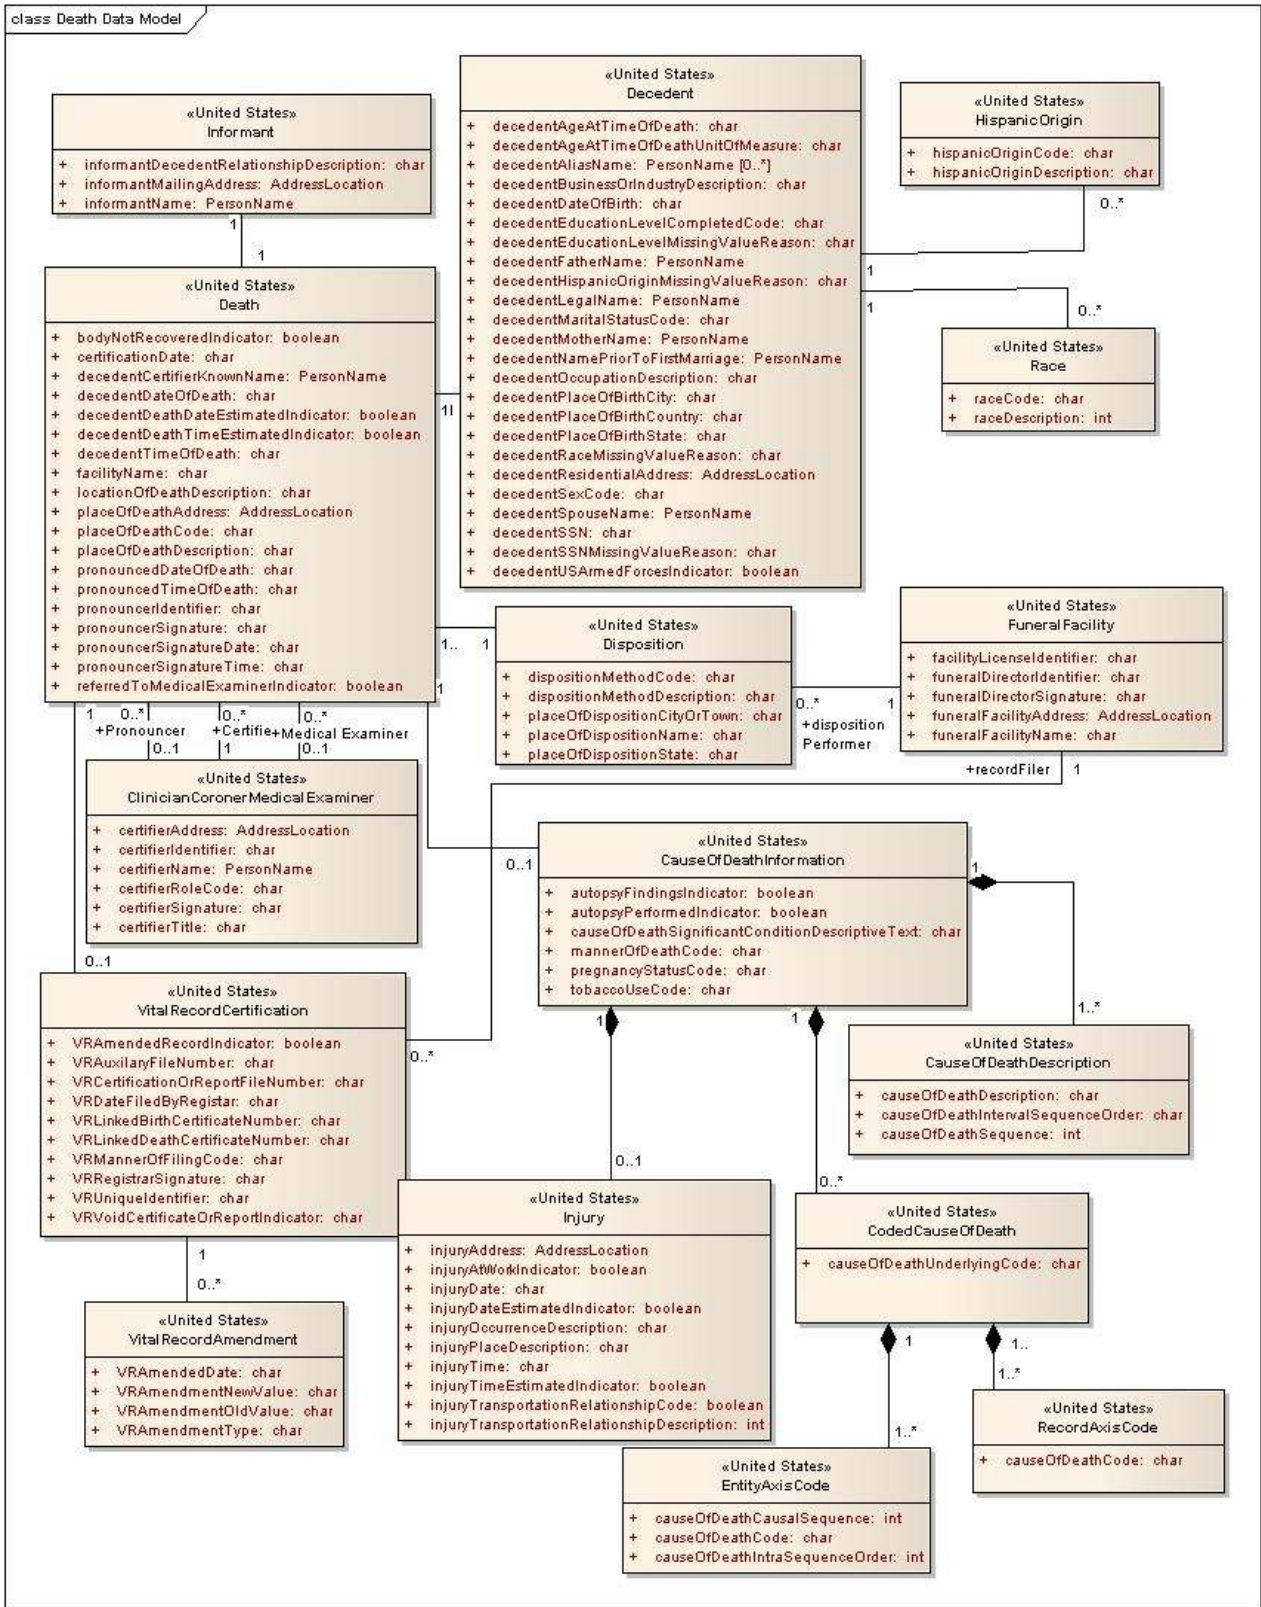 class Death Data Model
«United States»
Informant
+ informantDecedentRelationshipDescription: char
+ informantMailingAddress: AddressLocation
+ informantName: PersonName
1
1
«United States»
Decedent
+ decedentAgeAtTimeOfDeath: char
+ decedentAgeAtTimeOfDeathUnitOfMeasure: char
+ decedentAliasName: PersonName [0..*]
+ decedentBusinessOrIndustryDescription: char
+ decedentDateOfBirth: char
+ decedentEducationLevelCompletedCode: char
+ decedentEducationLevelMissingValueReason: char
+ decedentFatherName: PersonName
+ decedentHispanicOriginMissingValueReason: char
+ decedentLegalName: PersonName
+ decedentMaritalStatusCode: char
+ decedentMotherName: PersonName
+ decedentNamePriorToFirstMarriage: PersonName
+ decedentOccupationDescription: char
+ decedentPlaceOfBirthCity: char
+ decedentPlaceOfBirthCountry: char
+ decedentPlaceOfBirthState: char
+ decedentRaceMissingValueReason: char
+ decedentResidentialAddress: AddressLocation
+ decedentSexCode: char
+ decedentSpouseName: PersonName
+ decedentSSN: char
+ decedentSSNMissingValueReason: char
+ decedentUSArmedForcesIndicator: boolean
«United States»
HispanicOrigin
+ hispanicOriginCode: char
+ hispanicOriginDescription: char
0..*
1
1
0..*
«United States»
Race
+ raceCode: char
+ raceDescription: int
«United States»
Death
+ bodyNotRecoveredIndicator: boolean
+ certificationDate: char
+ decedentCertifierKnownName: PersonName
+ decedentDateOfDeath: char
+ decedentDeathDateEstimatedIndicator: boolean
+ decedentDeathTimeEstimatedIndicator: boolean
+ decedentTimeOfDeath: char
+ facilityName: char
+ locationOfDeathDescription: char
+ placeOfDeathAddress: AddressLocation
+ placeOfDeathCode: char
+ placeOfDeathDescription: char
+ pronouncedDateOfDeath: char
+ pronouncedTimeOfDeath: char
+ pronouncerIdentifier: char
+ pronouncerSignature: char
+ pronouncerSignatureDate: char
+ pronouncerSignatureTime: char
+ referredToMedicalExaminerIndicator: boolean
1
1.. 1
«United States»
Disposition
+ dispositionMethodCode: char
+ dispositionMethodDescription: char
+ placeOfDispositionCityOrTown: char
+ placeOfDispositionName: char
+ placeOfDispositionState: char
0..* 1
+disposition
Performer
«United States»
FuneralFacility
+ facilityLicenseIdentifier: char
+ funeralDirectorIdentifier: char
+ funeralDirectorSignature: char
+ funeralFacilityAddress: AddressLocation
+ funeralFacilityName: char
+recordFiler 1
1 0..* 0..* 0..* 1
+Pronouncer +Certifie +Medical Examiner
0..1 1 0..1
«United States»
ClinicianCoronerMedicalExaminer
+ certifierAddress: AddressLocation
+ certifierIdentifier: char
+ certifierName: PersonName
+ certifierRoleCode: char
+ certifierSignature: char
+ certifierTitle: char
0..1
«United States»
CauseOfDeathInformation
+ autopsyFindingsIndicator: boolean
+ autopsyPerformedIndicator: boolean
+ causeOfDeathSignificantConditionDescriptiveText: char
+ mannerOfDeathCode: char
+ pregnancyStatusCode: char
+ tobaccoUseCode: char
1
1 1
1..*
0..1
«United States»
VitalRecordCertification
+ VRAmendedRecordIndicator: boolean
+ VRAuxilaryFileNumber: char
+ VRCertificationOrReportFileNumber: char
+ VRDateFiledByRegistar: char
+ VRLinkedBirthCertificateNumber: char
+ VRLinkedDeathCertificateNumber: char
+ VRMannerOfFilingCode: char
+ VRRegistrarSignature: char
+ VRUniqueIdentifier: char
+ VRVoidCertificateOrReportIndicator: char
0..*
«United States»
CauseOfDeathDescription
+ causeOfDeathDescription: char
+ causeOfDeathIntervalSequenceOrder: char
+ causeOfDeathSequence: int
0..1
0..*
«United States»
Injury
+ injuryAddress: AddressLocation
+ injuryAtWorkIndicator: boolean
+ injuryDate: char
+ injuryDateEstimatedIndicator: boolean
+ injuryOccurrenceDescription: char
+ injuryPlaceDescription: char
+ injuryTime: char
+ injuryTimeEstimatedIndicator: boolean
+ injuryTransportationRelationshipCode: boolean
+ injuryTransportationRelationshipDescription: int
«United States»
CodedCauseOfDeath
+ causeOfDeathUnderlyingCode: char
1 1..
1..*
1..*
1
0..*
«United States»
VitalRecordAmendment
+ VRAmendedDate: char
+ VRAmendmentNewValue: char
+ VRAmendmentOldValue: char
+ VRAmendmentType: char
«United States»
RecordAxisCode
+ causeOfDeathCode: char
«United States»
EntityAxisCode
+ causeOfDeathCausalSequence: int
+ causeOfDeathCode: char
+ causeOfDeathIntraSequenceOrder: int